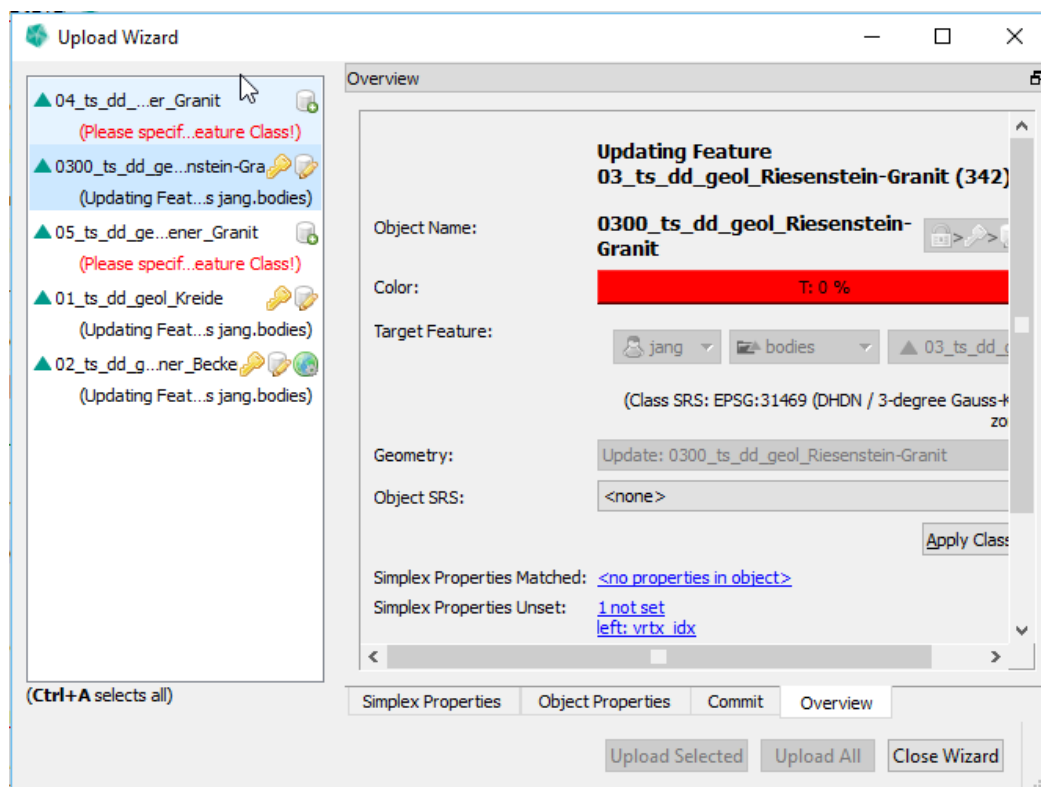 Upload Wizard
04_ts_dd_...er_Granit
(Please specif...eature Class!)
0300_ts_dd_ge...nstein-Gra
(Updating Feat...s jang.bodies)
05_ts_dd_ge...ener_Granit
(Please specif...eature Class!)
01_ts_dd_geol_Kreide
(Updating Feat...s jang.bodies)
02_ts_dd_g...ner_Becke
(Updating Feat...s jang.bodies)
(Ctrl+A selects all)
Overview
Updating Feature
03_ts_dd_geol_Riesenstein-Granit (342)
Object Name:
0300_ts_dd_geol_Riesenstein-
Granit
> >
Color:
T: 0 %
Target Feature:
jang
bodies
03_ts_dd_g
(Class SRS: EPSG:31469 (DHDN / 3-degree Gauss-K
zo
Geometry:
Update: 0300_ts_dd_geol_Riesenstein-Granit
Object SRS:
<none>
Apply Class
Simplex Properties Matched:
<no properties in object>
Simplex Properties Unset:
1 not set
left: vrtx_idx
Simplex Properties
Object Properties
Commit
Overview
Upload Selected
Upload All
Close Wizard